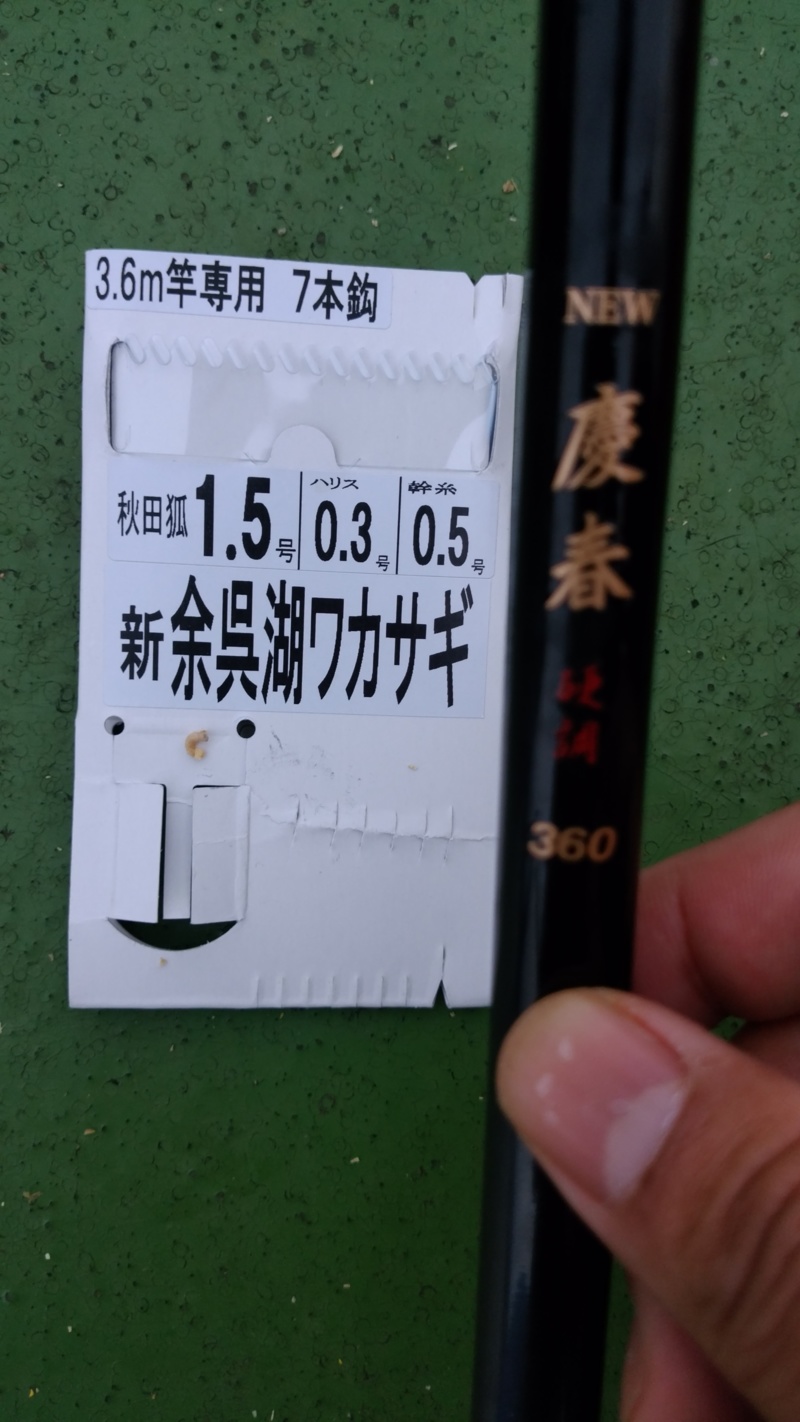 3.6m竿専用 7本鈎
秋田狐 1.5号 ハリス 0.3号 幹糸 0.5号
新余呉湖ワカサギ
NEW
慶春
硬調
360